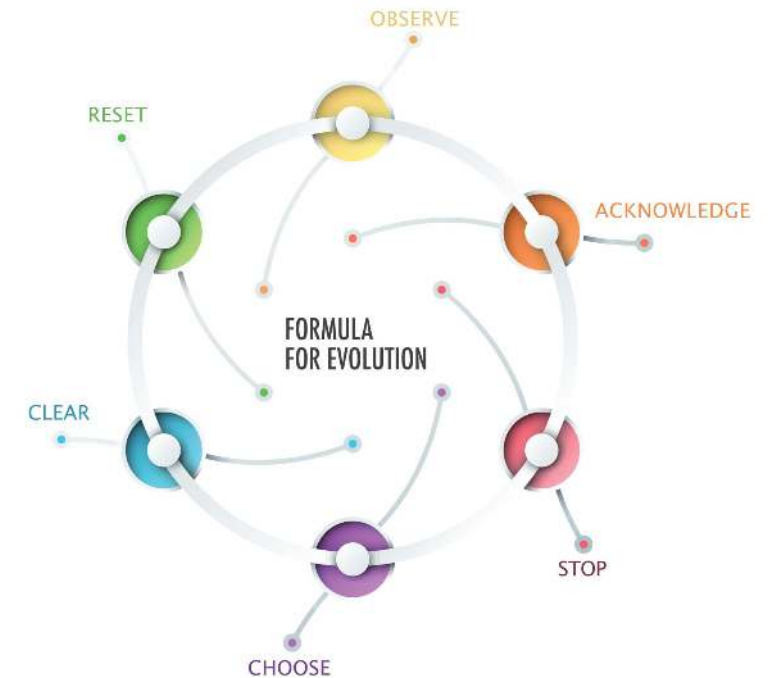 OBSERVE
RESET
ACKNOWLEDGE
FORMULA
FOR EVOLUTION
CLEAR
STOP
CHOOSE